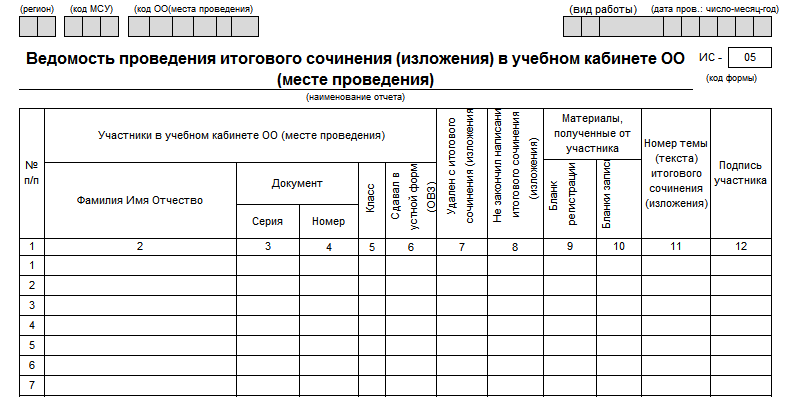 (регион) (код МСУ) (код ОО(места проведения) (вид работы) (дата пров.: число-месяц-год)
Ведомость проведения итогового сочинения (изложения) в учебном кабинете ОО
(месте проведения)
ИС - 05
(код формы)
(наименование отчета)
№
п/п
Участники в учебном кабинете ОО (месте проведения)
Фамилия Имя Отчество
Документ
Серия Номер
Класс
Сдавал в
устной форм
(ОВЗ)
Удален с итогового
сочинения (изложения
Не закончил написани
итогового сочинения
(изложения)
Материалы,
полученные от
участника
Бланк
регистрации
Бланки запис
Номер темы
(текста)
итогового
сочинения
(изложения)
Подпись
участника
1 2 3 4 5 6 7 8 9 10 11 12
1
2
3
4
5
6
7